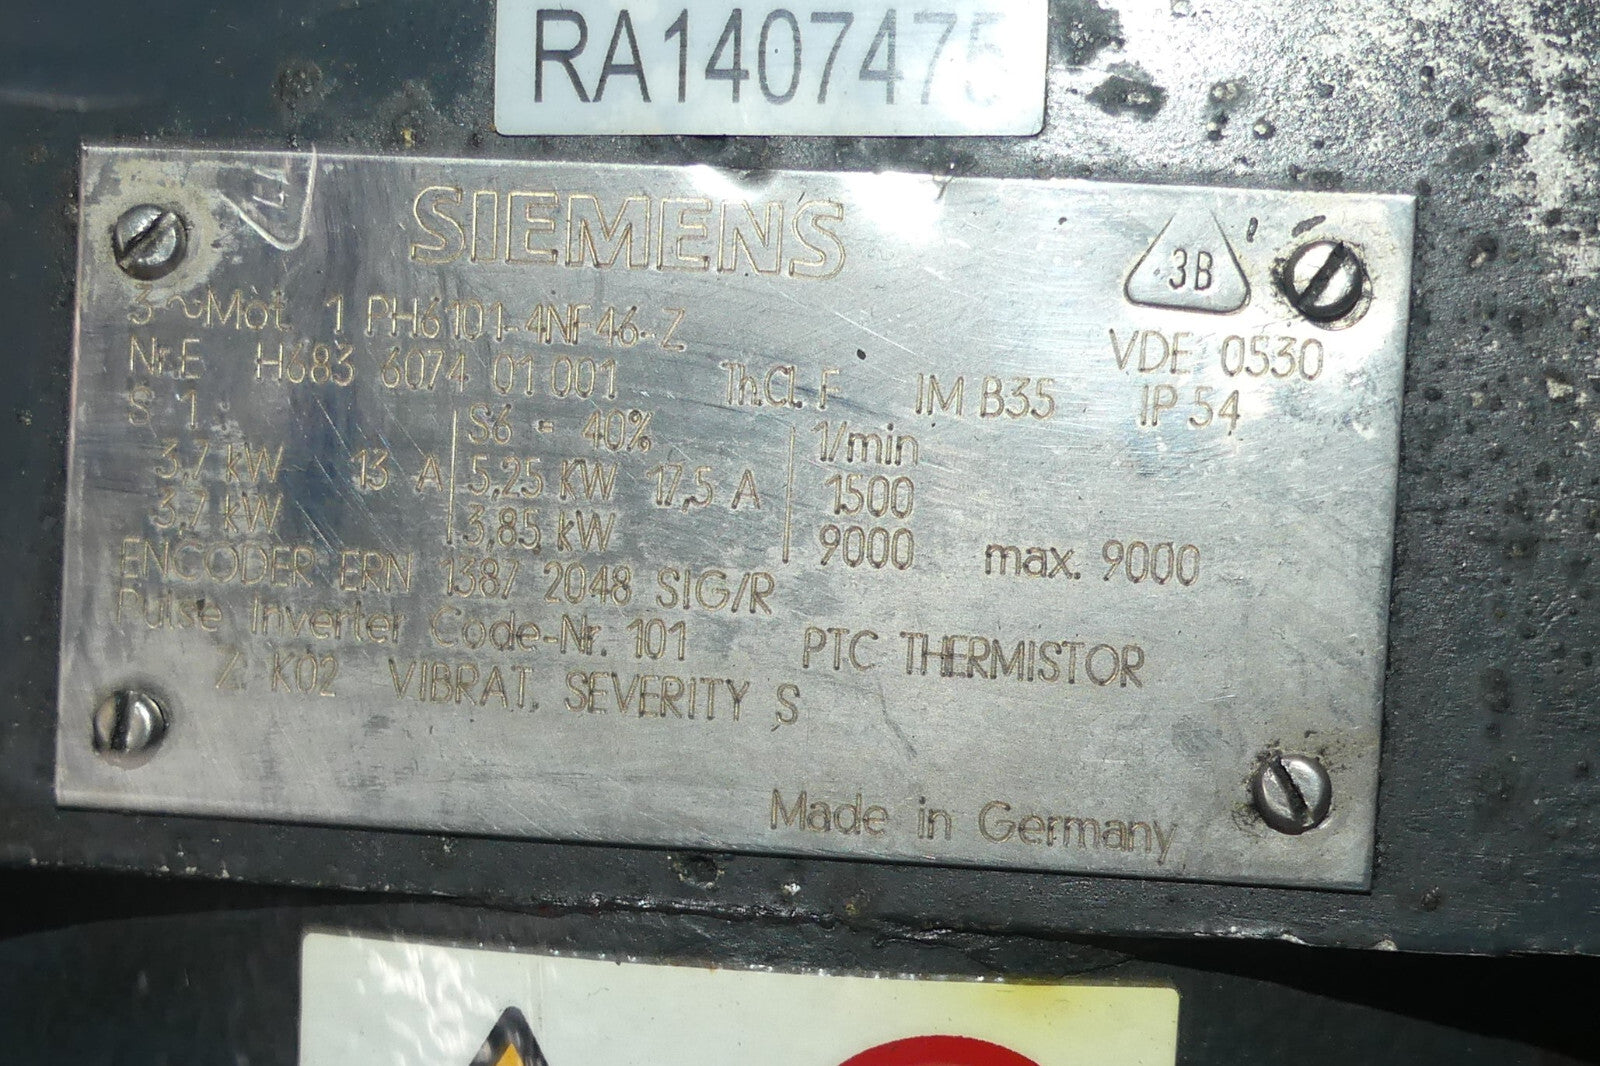 RA1407475
SIEMENS
3B
3~Mot. 1 PH6101-4NF46-Z
VDE 0530
Nr.E H683 6074 01 001 Th.Cl. F IM B35 IP 54
S 1 S6 - 40% 1/min
3,7 kW 13 A 5,25 KW 17,5 A 1500
3,7 kW 3,85 kW 9000 max. 9000
ENCODER ERN 1387 2048 SIG/R
Pulse Inverter Code-Nr. 101 PTC THERMISTOR
Z. K02 VIBRAT. SEVERITY S
Made in Germany